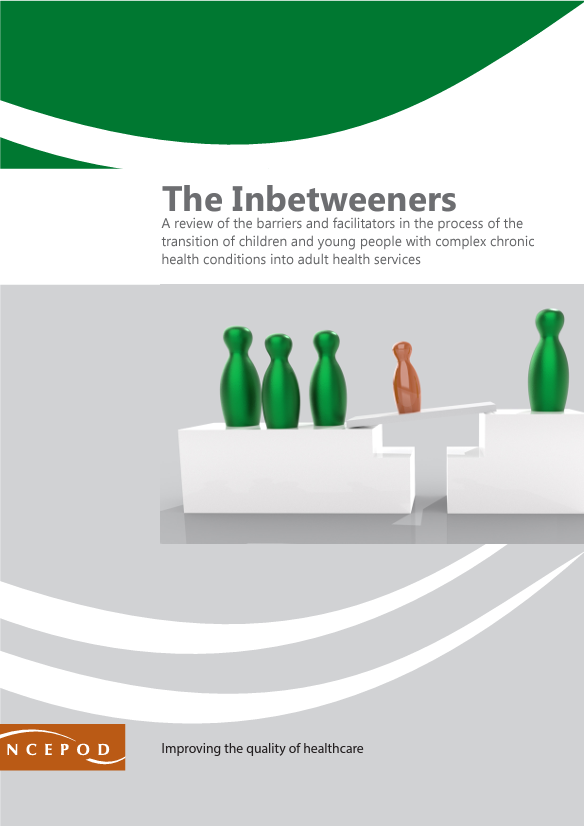 The Inbetweeners
A review of the barriers and facilitators in the process of the
transition of children and young people with complex chronic
health conditions into adult health services
NCEPOD
Improving the quality of healthcare